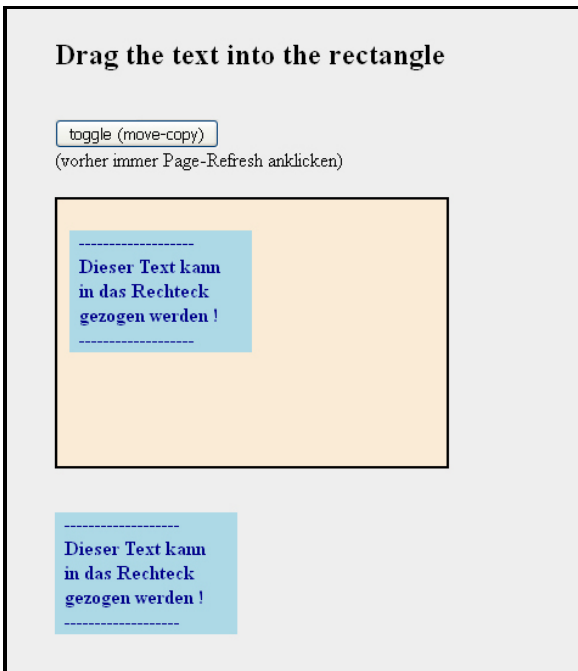 Drag the text into the rectangle
toggle (move-copy)
(vorher immer Page-Refresh anklicken)
-------------------
Dieser Text kann
in das Rechteck
gezogen werden !
-------------------
-------------------
Dieser Text kann
in das Rechteck
gezogen werden !
-------------------